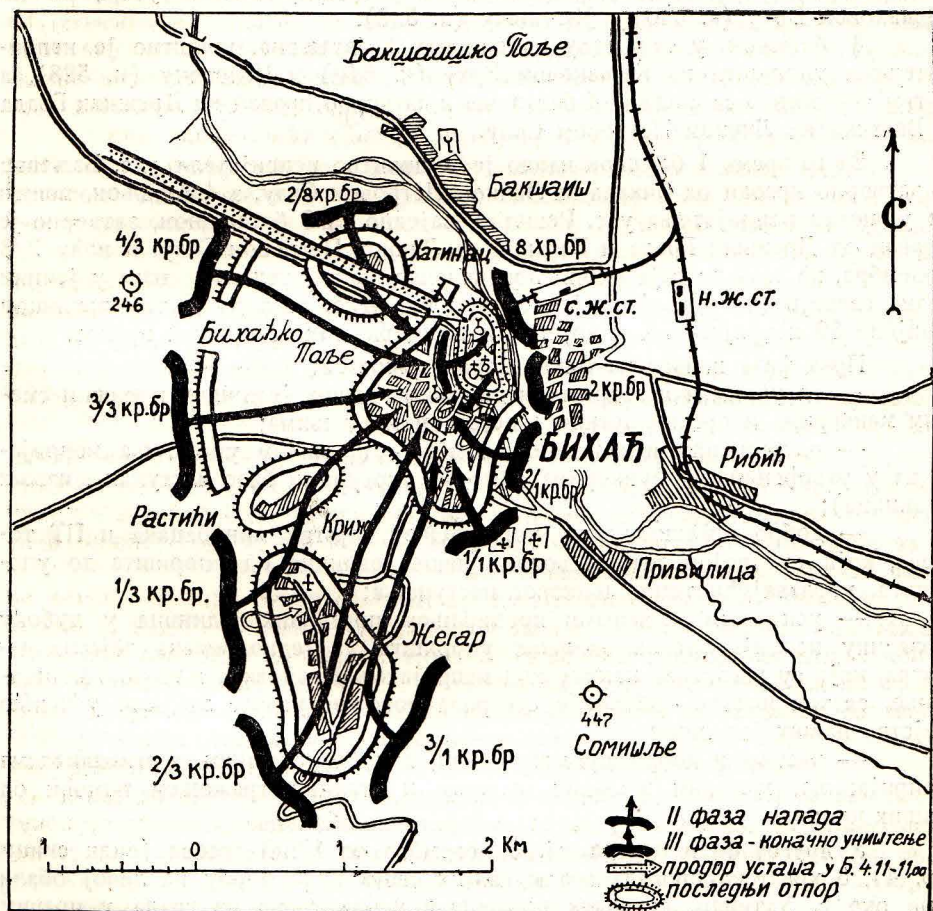 Бакшашко Поље
Бакшаиш
2/8 хр.бр
Хатинац
4/3 кр.бр
8 хр.бр
С
246
с.ж.ст.
н.ж.ст.
Бихаћко
Поље
3/3 кр.бр
2 кр.бр
БИХАЋ
Рибић
2/1 кр.бр
Растићи
Криж
1/1 кр.бр
Привилица
1/3 кр.бр.
Жегар
447
Сомишље
2/3 кр.бр
3/1 кр.бр
II фаза напада
III фаза - коначно уништење
продор усташа у Б. 4.11-11,00
последњи отпор
1 0 1 2 Км